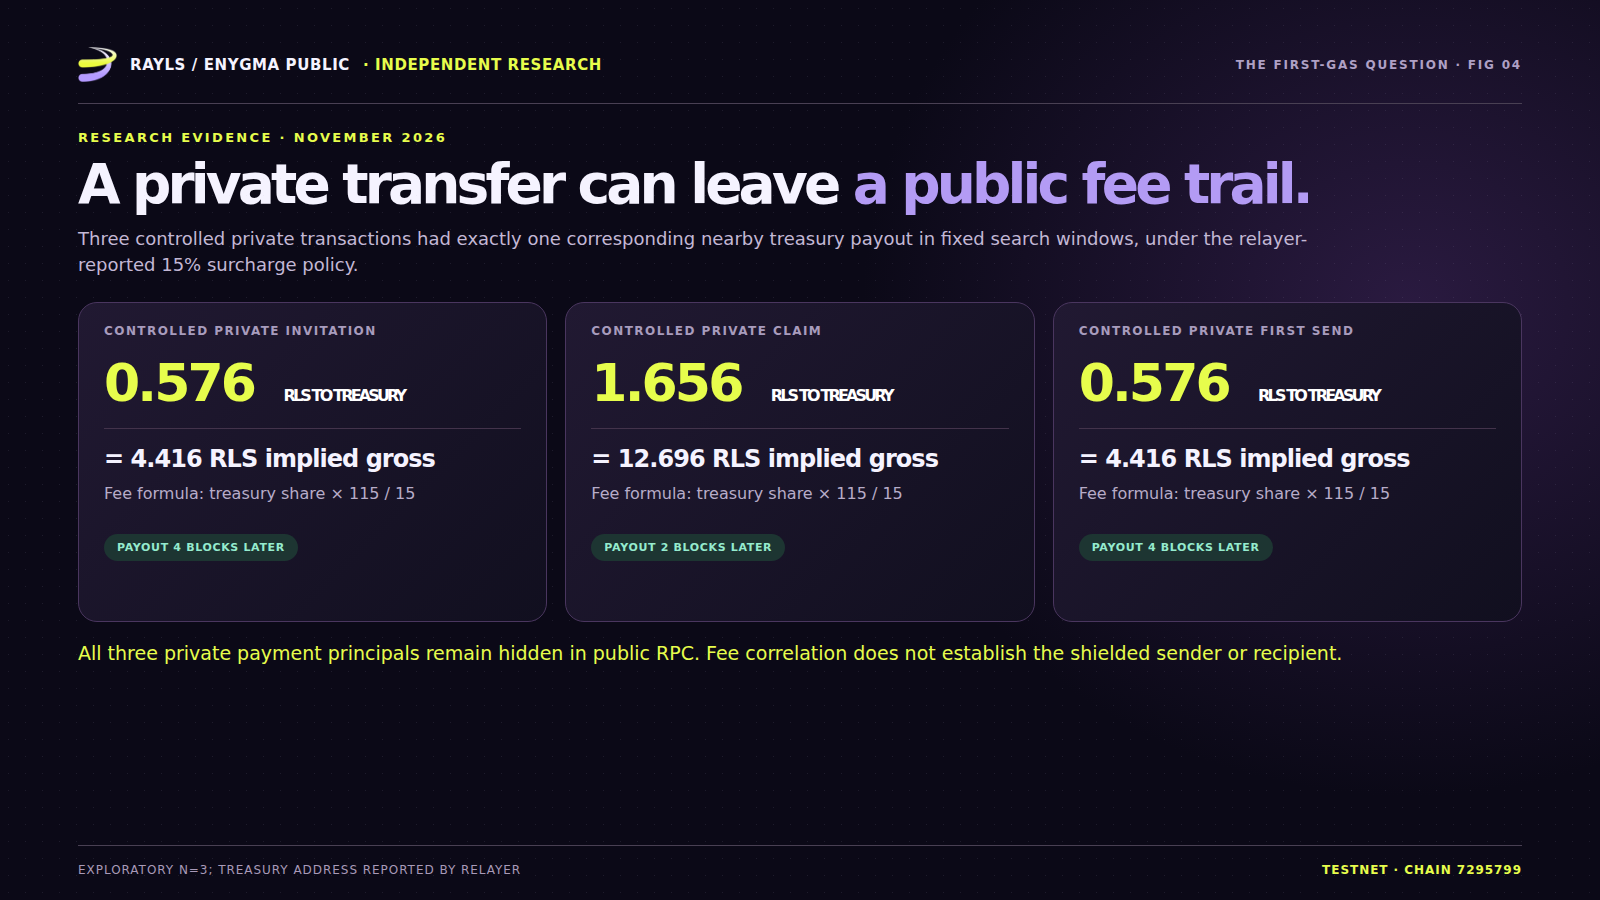 RAYLS / ENYGMA PUBLIC · INDEPENDENT RESEARCH
THE FIRST-GAS QUESTION · FIG 04
RESEARCH EVIDENCE · NOVEMBER 2026
A private transfer can leave a public fee trail.
Three controlled private transactions had exactly one corresponding nearby treasury payout in fixed search windows, under the relayer-
reported 15% surcharge policy.
CONTROLLED PRIVATE INVITATION
0.576 RLS TO TREASURY
= 4.416 RLS implied gross
Fee formula: treasury share × 115 / 15
PAYOUT 4 BLOCKS LATER
CONTROLLED PRIVATE CLAIM
1.656 RLS TO TREASURY
= 12.696 RLS implied gross
Fee formula: treasury share × 115 / 15
PAYOUT 2 BLOCKS LATER
CONTROLLED PRIVATE FIRST SEND
0.576 RLS TO TREASURY
= 4.416 RLS implied gross
Fee formula: treasury share × 115 / 15
PAYOUT 4 BLOCKS LATER
All three private payment principals remain hidden in public RPC. Fee correlation does not establish the shielded sender or recipient.
EXPLORATORY N=3; TREASURY ADDRESS REPORTED BY RELAYER
TESTNET · CHAIN 7295799